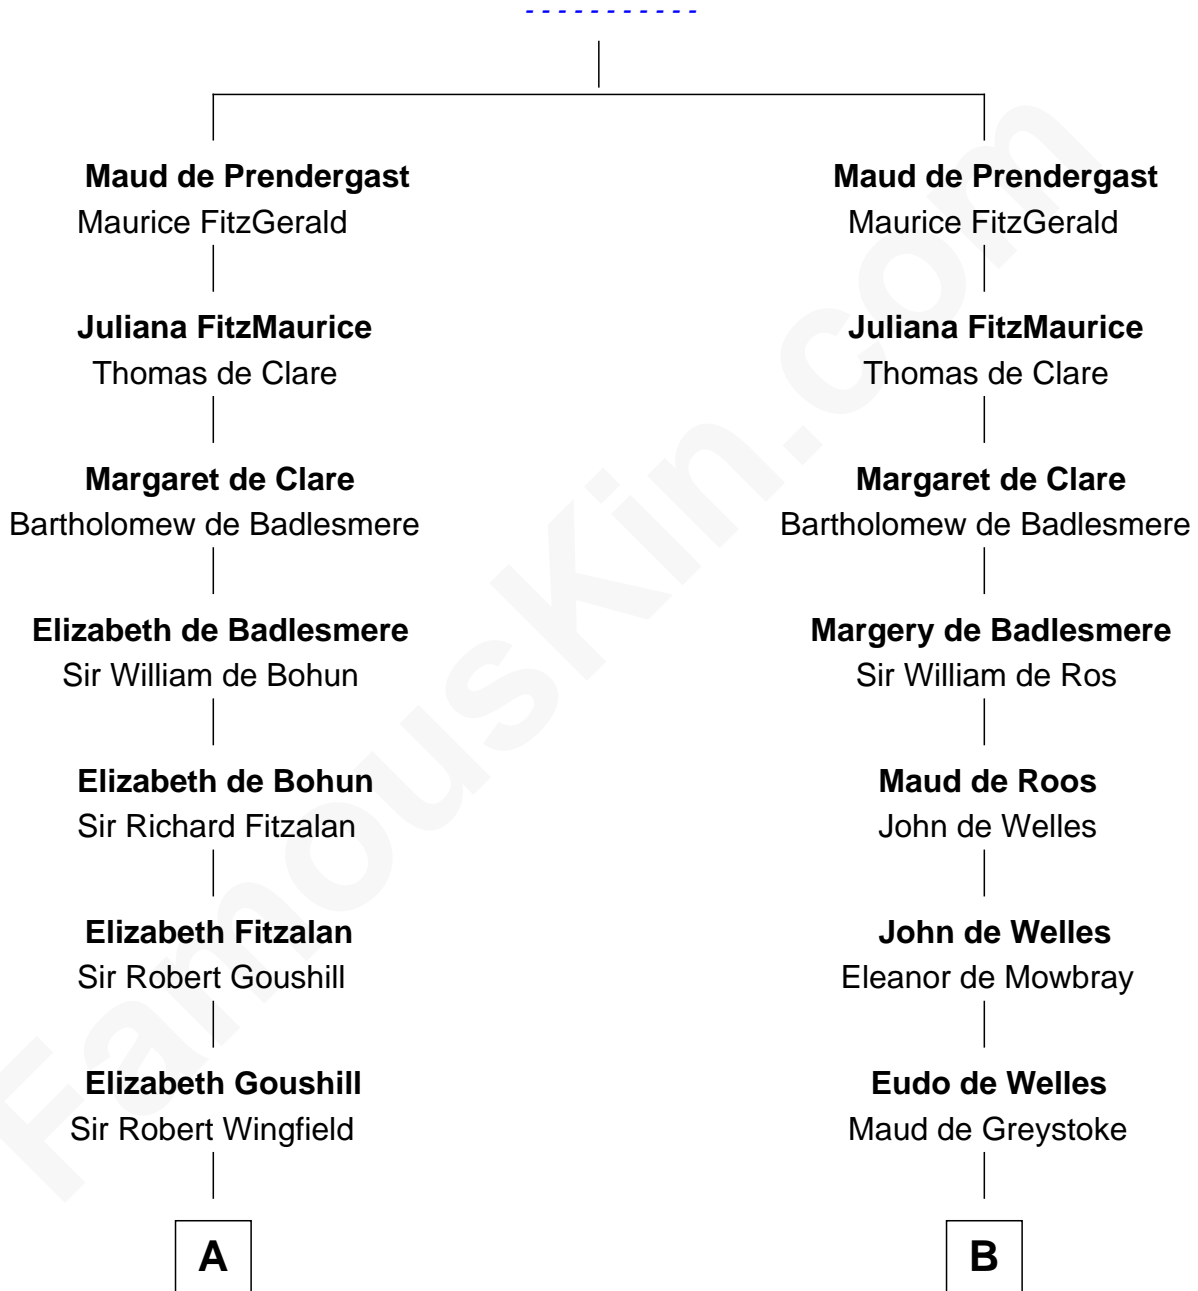 - - - - - - - - - - -
Maud de Prendergast
Maurice FitzGerald
Juliana FitzMaurice
Thomas de Clare
Margaret de Clare
Bartholomew de Badlesmere
Elizabeth de Badlesmere
Sir William de Bohun
Elizabeth de Bohun
Sir Richard Fitzalan
Elizabeth Fitzalan
Sir Robert Goushill
Elizabeth Goushill
Sir Robert Wingfield
A
Maud de Prendergast
Maurice FitzGerald
Juliana FitzMaurice
Thomas de Clare
Margaret de Clare
Bartholomew de Badlesmere
Margery de Badlesmere
Sir William de Ros
Maud de Roos
John de Welles
John de Welles
Eleanor de Mowbray
Eudo de Welles
Maud de Greystoke
B
FamousKin.com